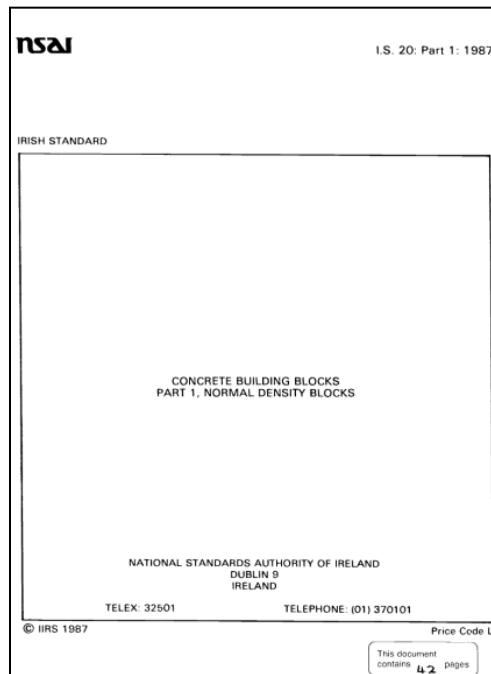 nsai
I.S. 20: Part 1: 1987
IRISH STANDARD
CONCRETE BUILDING BLOCKS
PART 1, NORMAL DENSITY BLOCKS
NATIONAL STANDARDS AUTHORITY OF IRELAND
DUBLIN 9
IRELAND
TELEX: 32501 TELEPHONE: (01) 370101
© IIRS 1987
Price Code L
This document
contains 42 pages